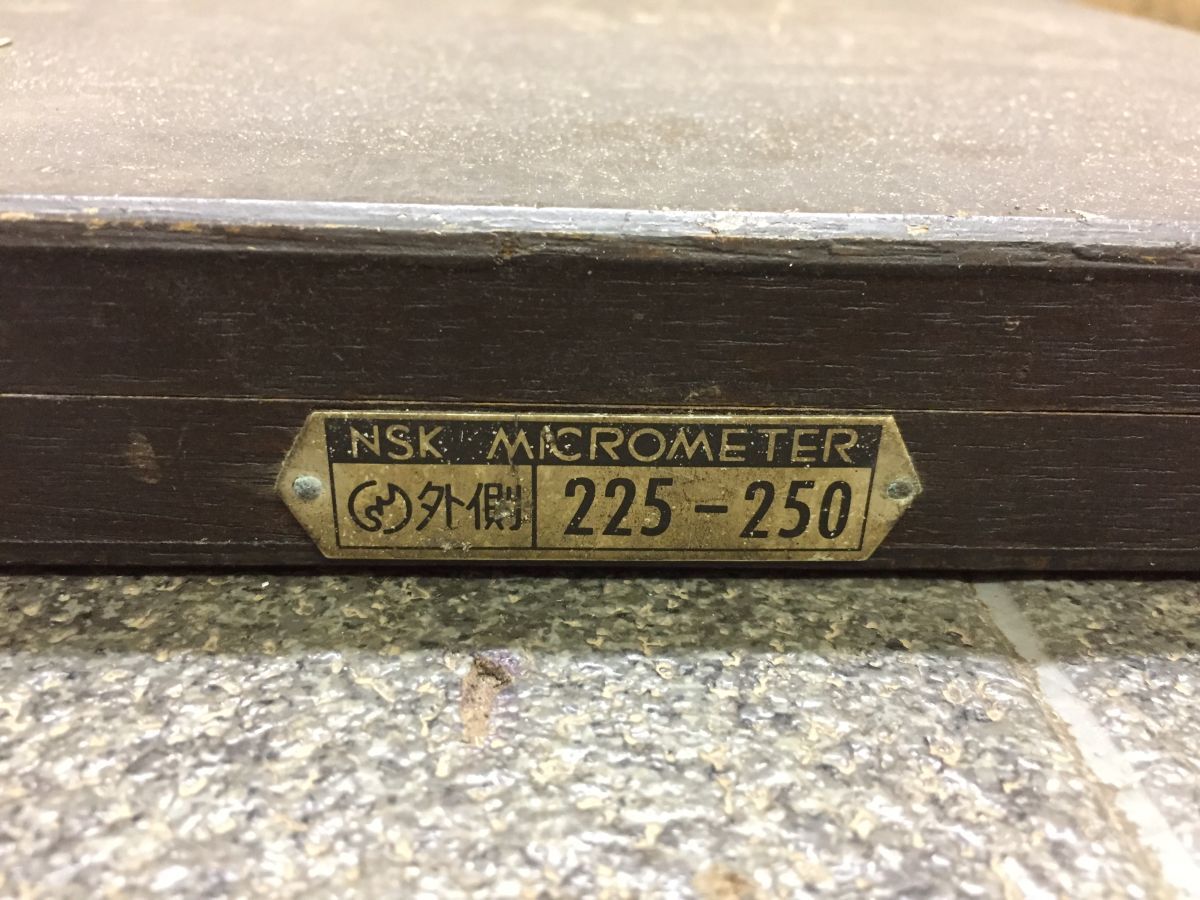 NSK MICROMETER
外側 225-250